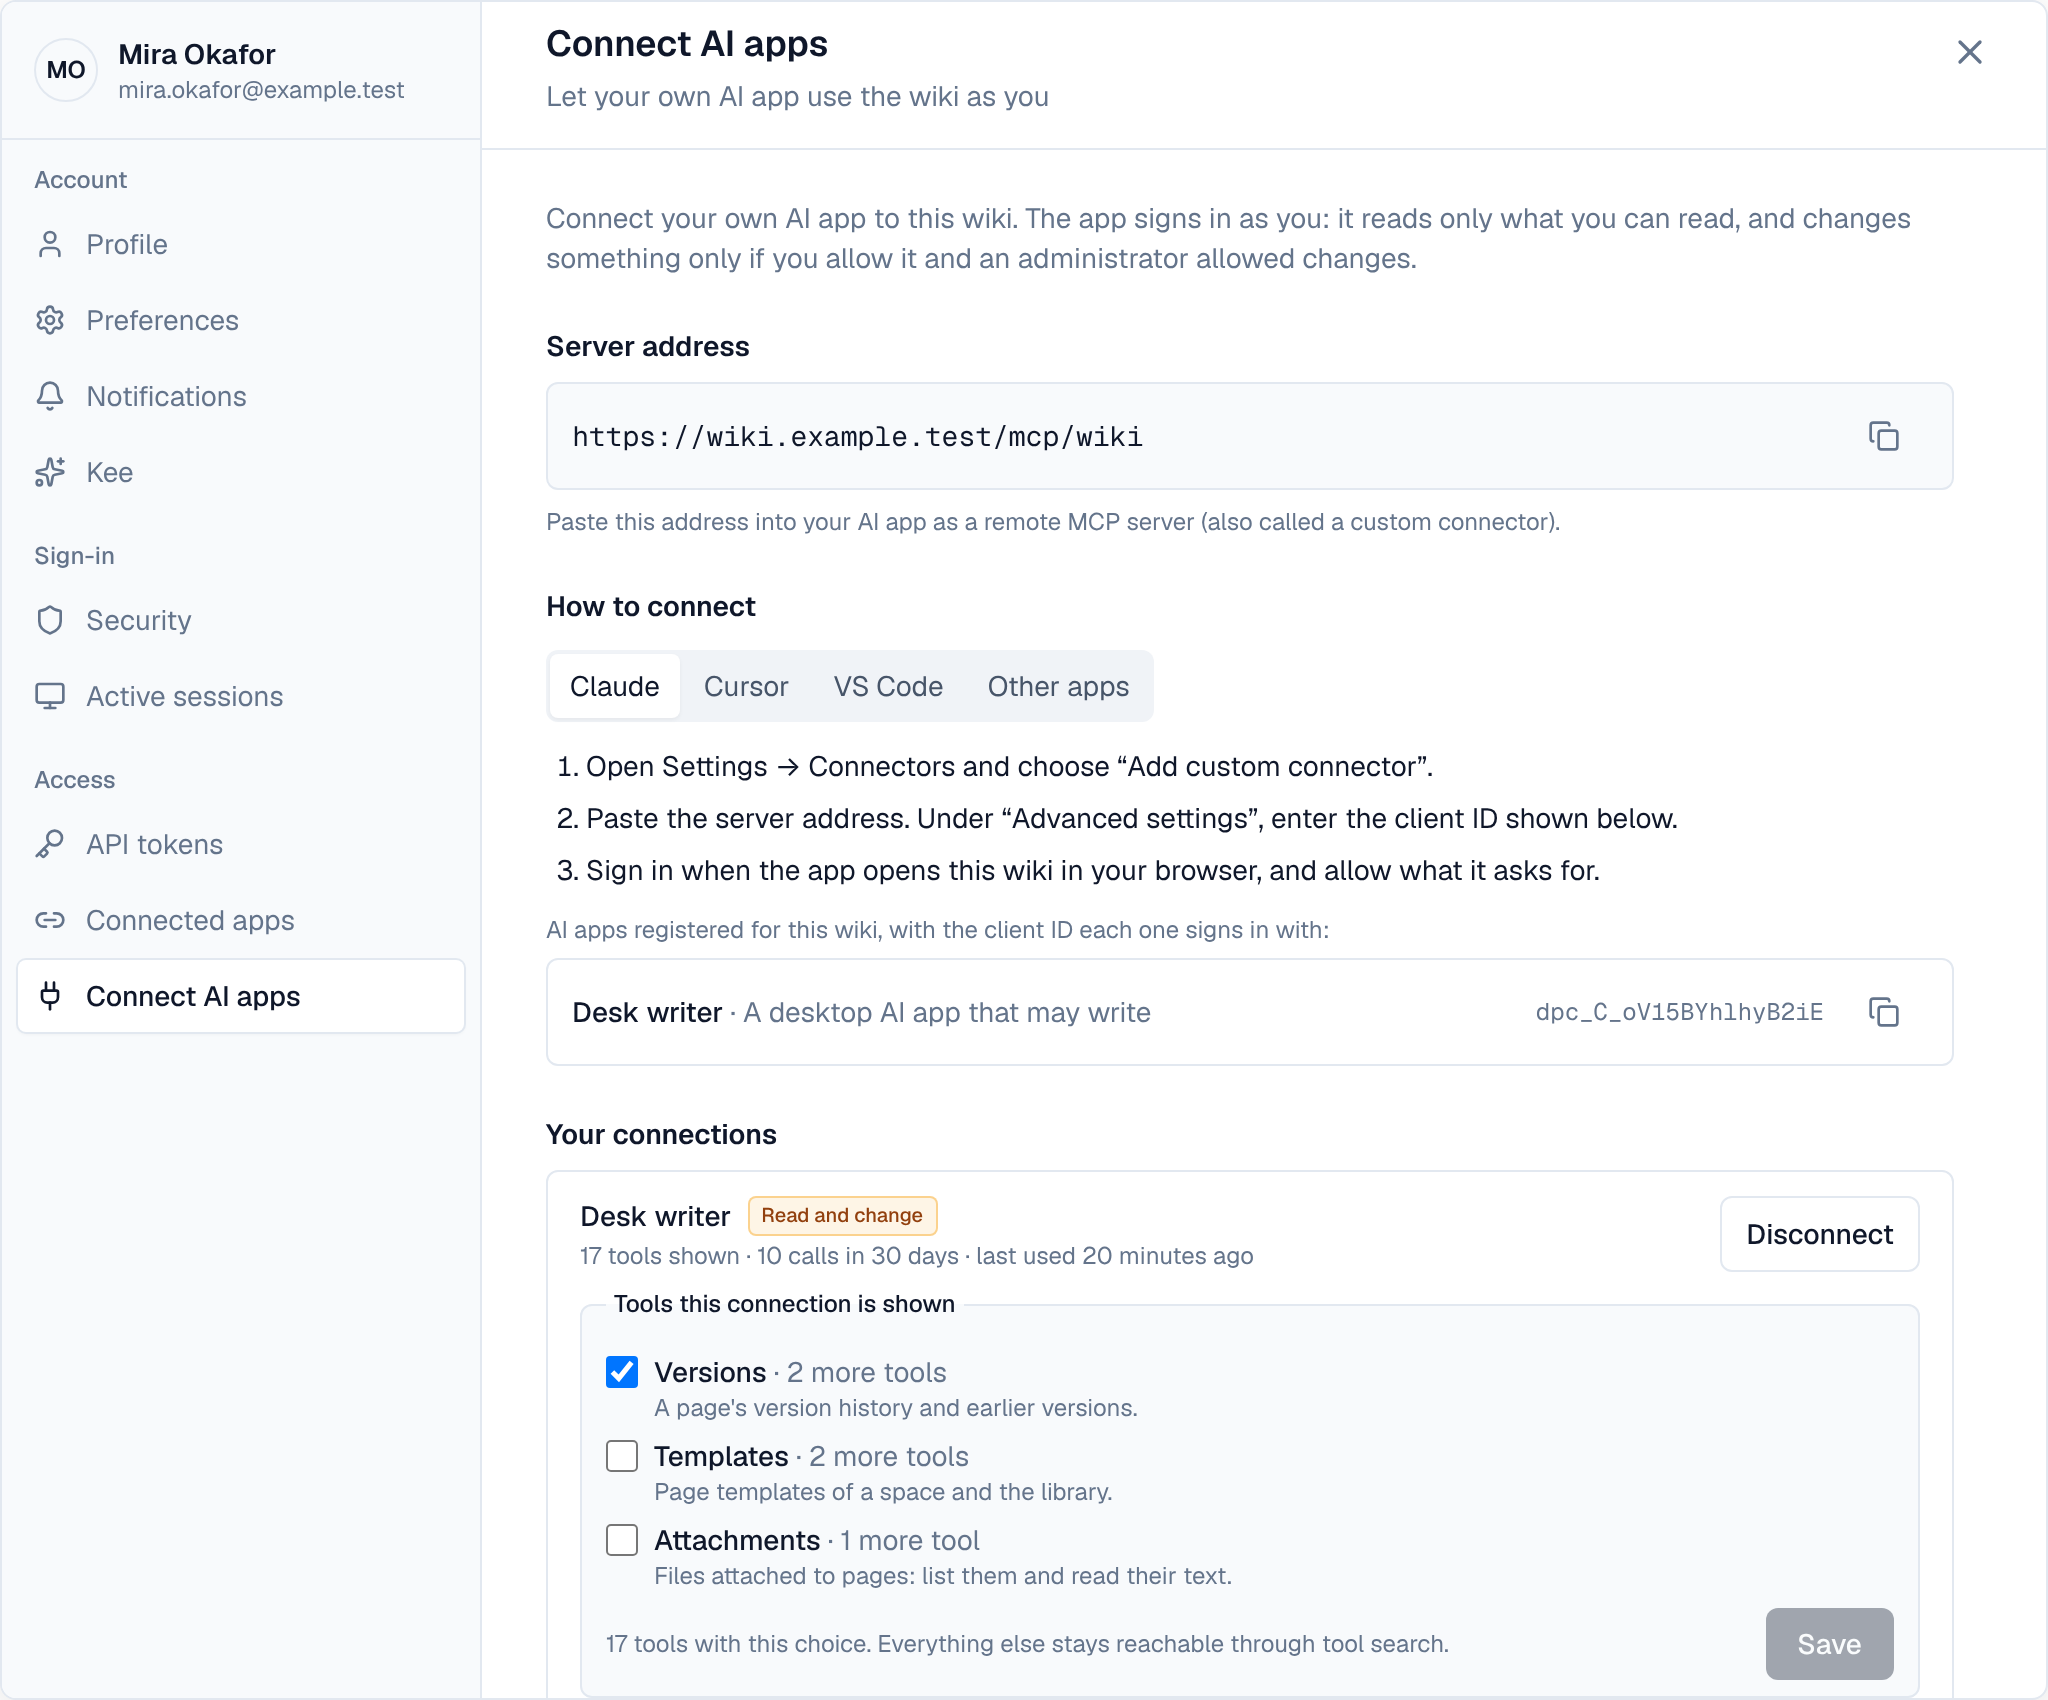 MO
Mira Okafor
mira.okafor@example.test
Account
Profile
Preferences
Notifications
Kee
Sign-in
Security
Active sessions
Access
API tokens
Connected apps
Connect AI apps
Connect AI apps
Let your own AI app use the wiki as you
Connect your own AI app to this wiki. The app signs in as you: it reads only what you can read, and changes
something only if you allow it and an administrator allowed changes.
Server address
https://wiki.example.test/mcp/wiki
Paste this address into your AI app as a remote MCP server (also called a custom connector).
How to connect
Claude Cursor VS Code Other apps
1. Open Settings → Connectors and choose “Add custom connector”.
2. Paste the server address. Under “Advanced settings”, enter the client ID shown below.
3. Sign in when the app opens this wiki in your browser, and allow what it asks for.
AI apps registered for this wiki, with the client ID each one signs in with:
Desk writer · A desktop AI app that may write dpc_C_oV15BYhlhyB2iE
Your connections
Desk writer Read and change
17 tools shown · 10 calls in 30 days · last used 20 minutes ago
Disconnect
Tools this connection is shown
Versions · 2 more tools
A page's version history and earlier versions.
Templates · 2 more tools
Page templates of a space and the library.
Attachments · 1 more tool
Files attached to pages: list them and read their text.
17 tools with this choice. Everything else stays reachable through tool search.
Save